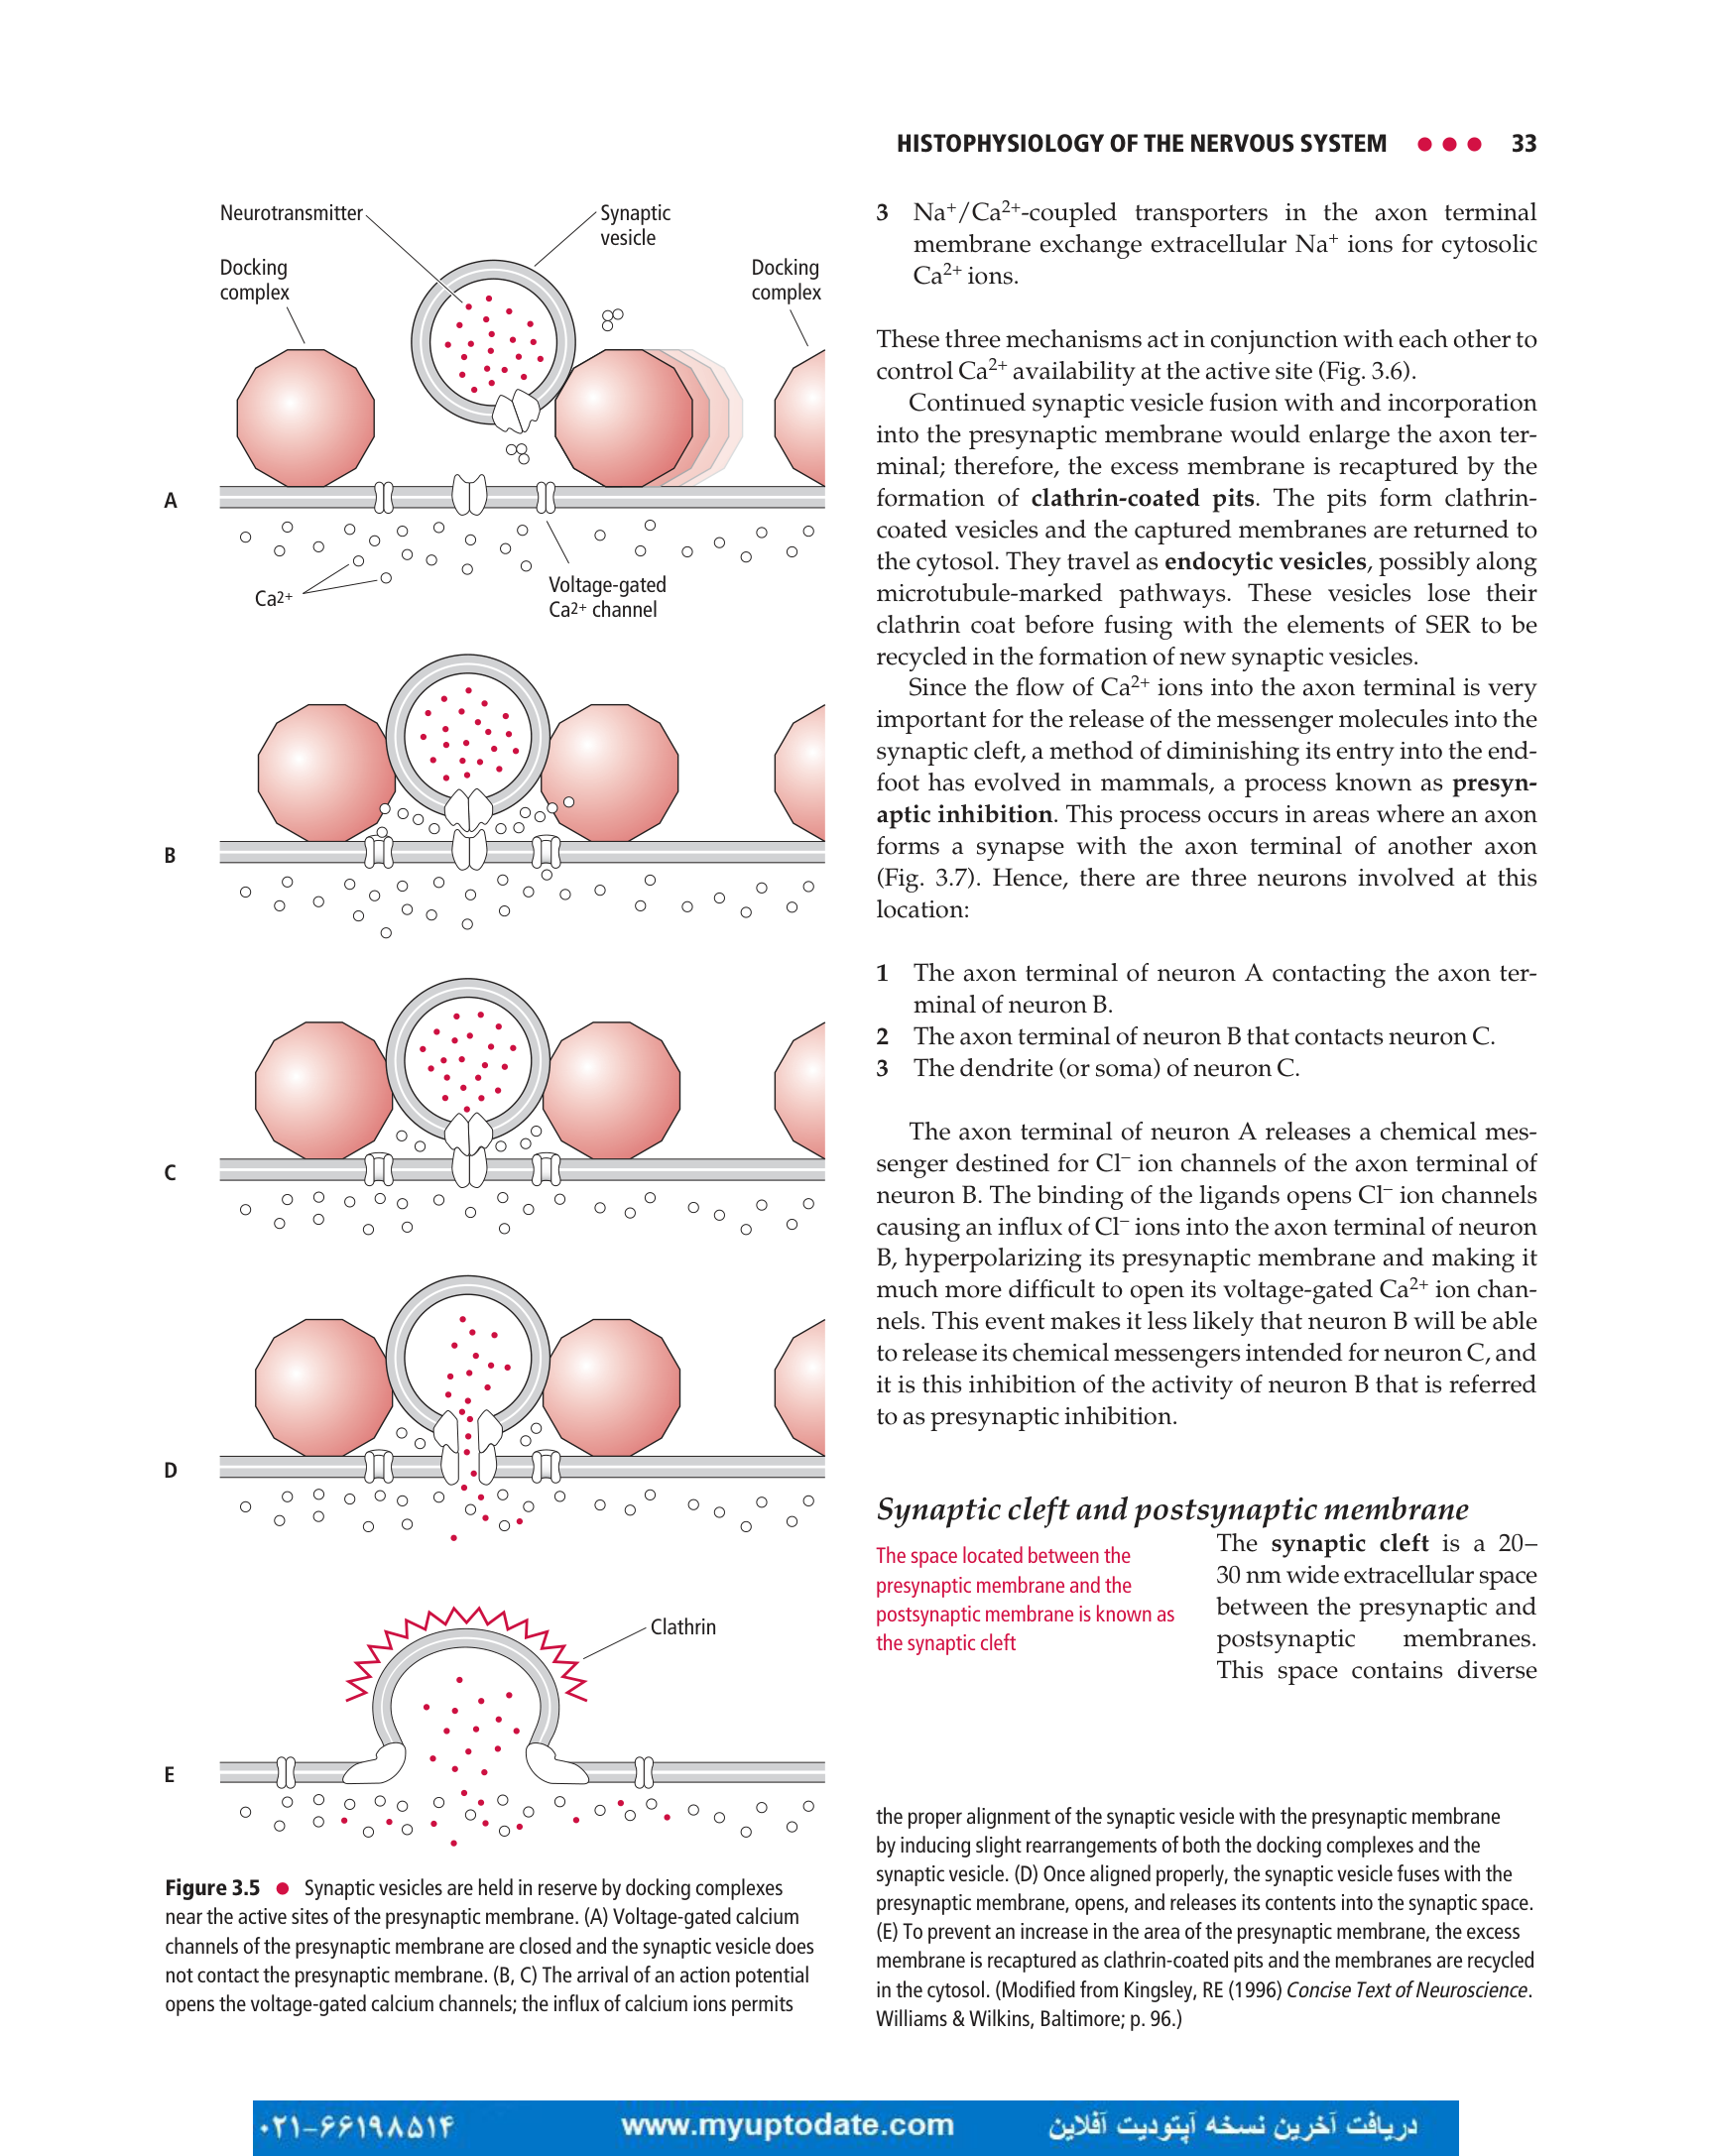 HISTOPHYSIOLOGY OF THE NERVOUS SYSTEM ● ● ● 33
Neurotransmitter
Synaptic
vesicle
Docking
complex
Docking
complex
A
Ca2+
Voltage-gated
Ca2+ channel
B
C
D
Clathrin
E
Figure 3.5 ● Synaptic vesicles are held in reserve by docking complexes
near the active sites of the presynaptic membrane. (A) Voltage-gated calcium
channels of the presynaptic membrane are closed and the synaptic vesicle does
not contact the presynaptic membrane. (B, C) The arrival of an action potential
opens the voltage-gated calcium channels; the influx of calcium ions permits
3 Na⁺/Ca²⁺-coupled transporters in the axon terminal
membrane exchange extracellular Na⁺ ions for cytosolic
Ca²⁺ ions.
These three mechanisms act in conjunction with each other to
control Ca²⁺ availability at the active site (Fig. 3.6).
Continued synaptic vesicle fusion with and incorporation
into the presynaptic membrane would enlarge the axon ter-
minal; therefore, the excess membrane is recaptured by the
formation of clathrin-coated pits. The pits form clathrin-
coated vesicles and the captured membranes are returned to
the cytosol. They travel as endocytic vesicles, possibly along
microtubule-marked pathways. These vesicles lose their
clathrin coat before fusing with the elements of SER to be
recycled in the formation of new synaptic vesicles.
Since the flow of Ca²⁺ ions into the axon terminal is very
important for the release of the messenger molecules into the
synaptic cleft, a method of diminishing its entry into the end-
foot has evolved in mammals, a process known as presyn-
aptic inhibition. This process occurs in areas where an axon
forms a synapse with the axon terminal of another axon
(Fig. 3.7). Hence, there are three neurons involved at this
location:
1 The axon terminal of neuron A contacting the axon ter-
minal of neuron B.
2 The axon terminal of neuron B that contacts neuron C.
3 The dendrite (or soma) of neuron C.
The axon terminal of neuron A releases a chemical mes-
senger destined for Cl⁻ ion channels of the axon terminal of
neuron B. The binding of the ligands opens Cl⁻ ion channels
causing an influx of Cl⁻ ions into the axon terminal of neuron
B, hyperpolarizing its presynaptic membrane and making it
much more difficult to open its voltage-gated Ca²⁺ ion chan-
nels. This event makes it less likely that neuron B will be able
to release its chemical messengers intended for neuron C, and
it is this inhibition of the activity of neuron B that is referred
to as presynaptic inhibition.
Synaptic cleft and postsynaptic membrane
The space located between the
presynaptic membrane and the
postsynaptic membrane is known as
the synaptic cleft
The synaptic cleft is a 20–
30 nm wide extracellular space
between the presynaptic and
postsynaptic membranes.
This space contains diverse
the proper alignment of the synaptic vesicle with the presynaptic membrane
by inducing slight rearrangements of both the docking complexes and the
synaptic vesicle. (D) Once aligned properly, the synaptic vesicle fuses with the
presynaptic membrane, opens, and releases its contents into the synaptic space.
(E) To prevent an increase in the area of the presynaptic membrane, the excess
membrane is recaptured as clathrin-coated pits and the membranes are recycled
in the cytosol. (Modified from Kingsley, RE (1996) Concise Text of Neuroscience.
Williams & Wilkins, Baltimore; p. 96.)
۰۲۱-۶۶۱۹۸۵۱۴ www.myuptodate.com دریافت آخرین نسخه آپتودیت آفلاین